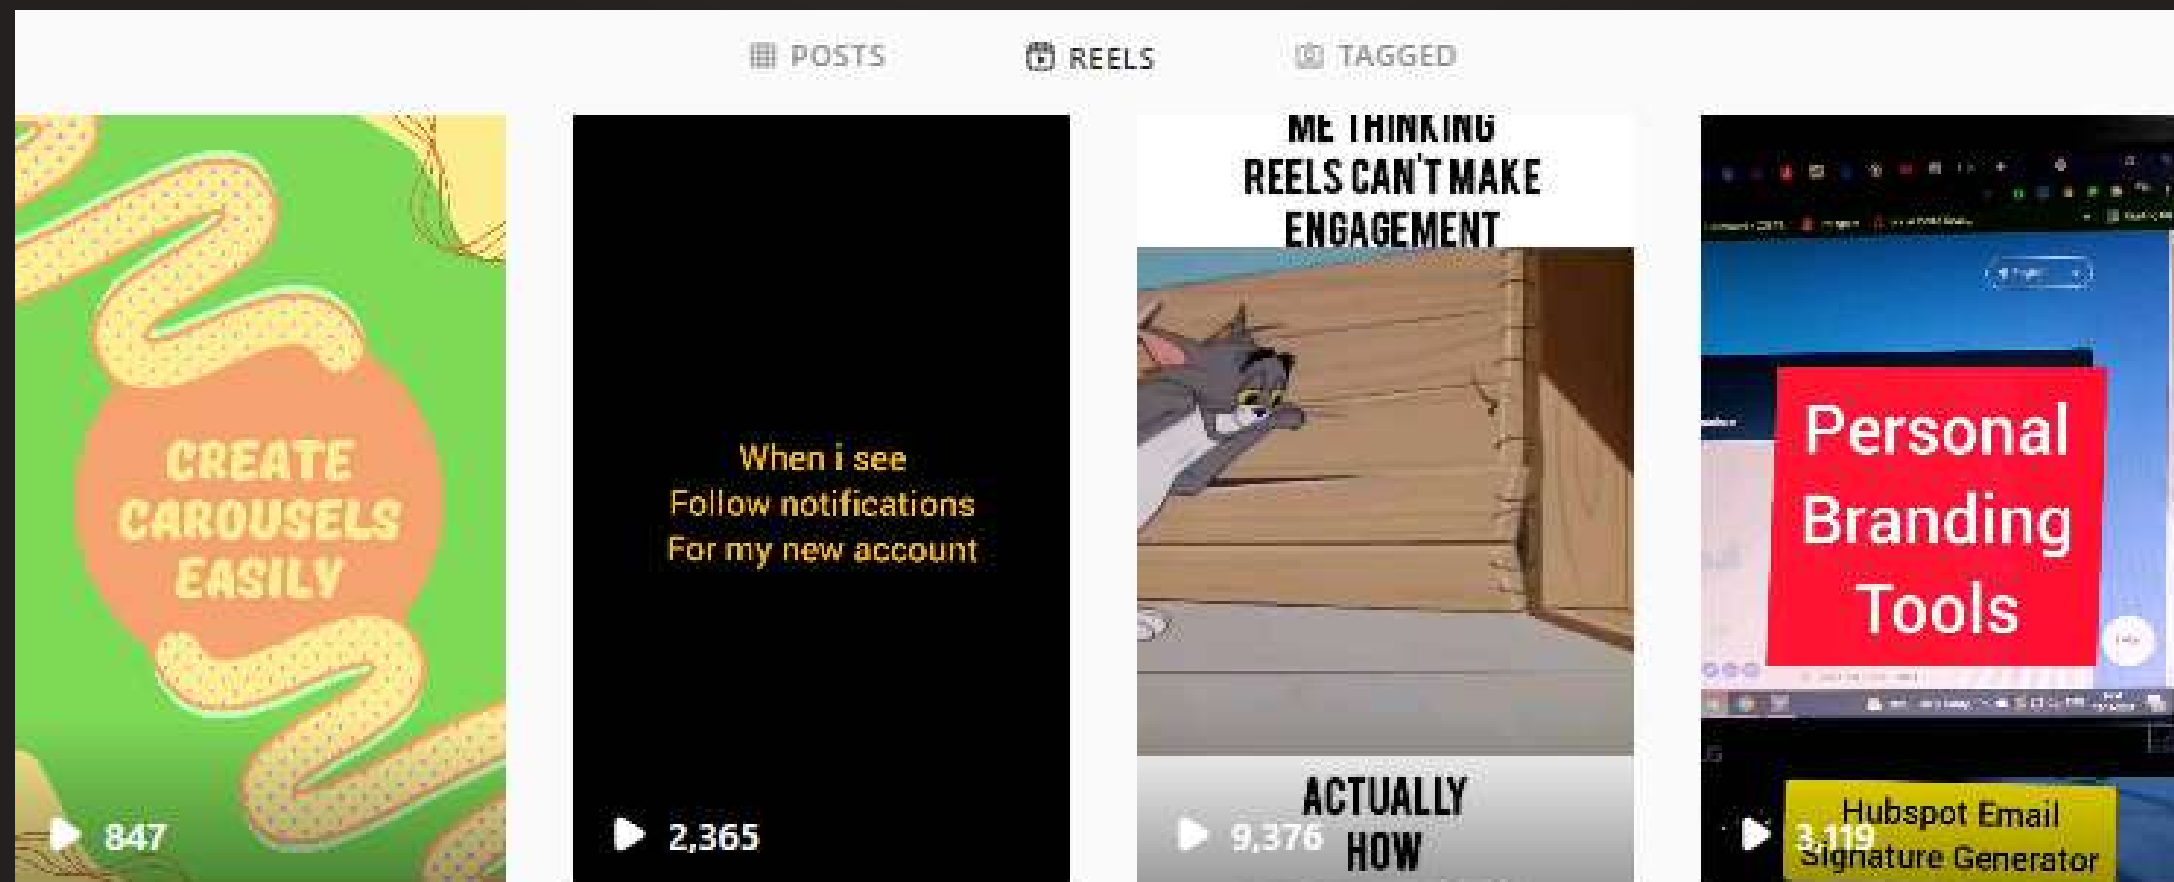 POSTS REELS TAGGED
CREATE
CAROUSELS
EASILY
847
When i see
Follow notifications
For my new account
2,365
ME THINKING
REELS CAN'T MAKE
ENGAGEMENT
ACTUALLY
HOW
9,376
Personal
Branding
Tools
Hubspot Email
Signature Generator
3,119